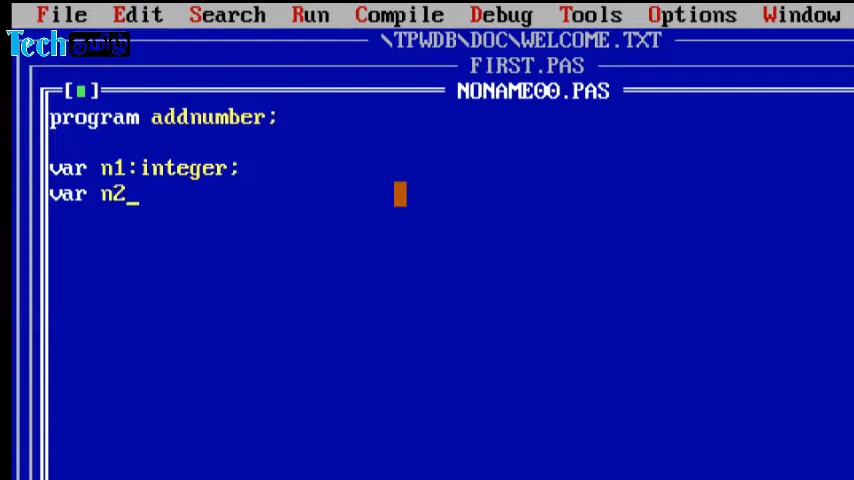 File Edit Search Run Compile Debug Tools Options Window
Tech தமிழ்
\TPWDB\DOC\WELCOME.TXT
FIRST.PAS
[■] NONAME00.PAS
program addnumber;
var n1:integer;
var n2_